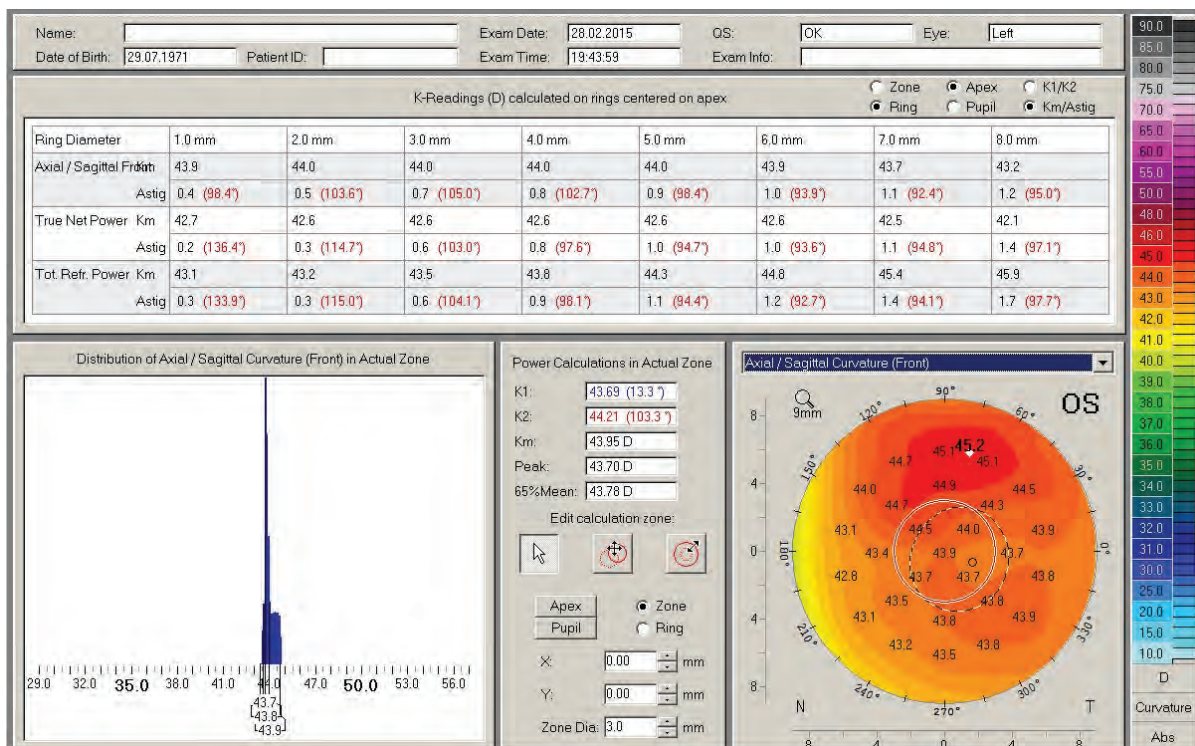 Name: Exam Date: 28.02.2015 QS: OK Eye: Left
Date of Birth: 29.07.1971 Patient ID: Exam Time: 19:43:59 Exam Info:
K-Readings (D) calculated on rings centered on apex
Zone Apex K1/K2
Ring Pupil Km/Astig
Ring Diameter 1.0 mm 2.0 mm 3.0 mm 4.0 mm 5.0 mm 6.0 mm 7.0 mm 8.0 mm
Axial / Sagittal Front Km 43.9 44.0 44.0 44.0 44.0 43.9 43.7 43.2
Astig 0.4 (98.4°) 0.5 (103.6°) 0.7 (105.0°) 0.8 (102.7°) 0.9 (98.4°) 1.0 (93.9°) 1.1 (92.4°) 1.2 (95.0°)
True Net Power Km 42.7 42.6 42.6 42.6 42.6 42.6 42.5 42.1
Astig 0.2 (136.4°) 0.3 (114.7°) 0.6 (103.0°) 0.8 (97.6°) 1.0 (94.7°) 1.0 (93.6°) 1.1 (94.8°) 1.4 (97.1°)
Tot. Refr. Power Km 43.1 43.2 43.5 43.8 44.3 44.8 45.4 45.9
Astig 0.3 (133.9°) 0.3 (115.0°) 0.6 (104.1°) 0.9 (98.1°) 1.1 (94.4°) 1.2 (92.7°) 1.4 (94.1°) 1.7 (97.7°)
Distribution of Axial / Sagittal Curvature (Front) in Actual Zone
29.0 32.0 35.0 38.0 41.0 44.0 47.0 50.0 53.0 56.0
43.7
43.8
43.9
Power Calculations in Actual Zone
K1: 43.69 (13.3 °)
K2: 44.21 (103.3 °)
Km: 43.95 D
Peak: 43.70 D
65%Mean: 43.78 D
Edit calculation zone:
Apex Zone
Pupil Ring
X: 0.00 mm
Y: 0.00 mm
Zone Dia: 3.0 mm
Axial / Sagittal Curvature (Front)
9mm
OS
90°
120° 60°
150° 30°
180° 0°
210° 330°
240° 300°
270°
8
4
0
4
8
45.2
44.7 45.1 45.1
44.0 44.9 44.5
44.7 44.3
43.1 44.5 44.0 43.9
43.4 43.9 43.7
42.8 43.7 43.7 43.8
43.5 43.8
43.1 43.8 43.9
43.2 43.5 43.8
N T
8 4 0 4 8
90.0
85.0
80.0
75.0
70.0
65.0
60.0
55.0
50.0
48.0
46.0
45.0
44.0
43.0
42.0
41.0
40.0
39.0
38.0
37.0
36.0
35.0
34.0
33.0
32.0
31.0
30.0
25.0
20.0
15.0
10.0
D
Curvature
Abs